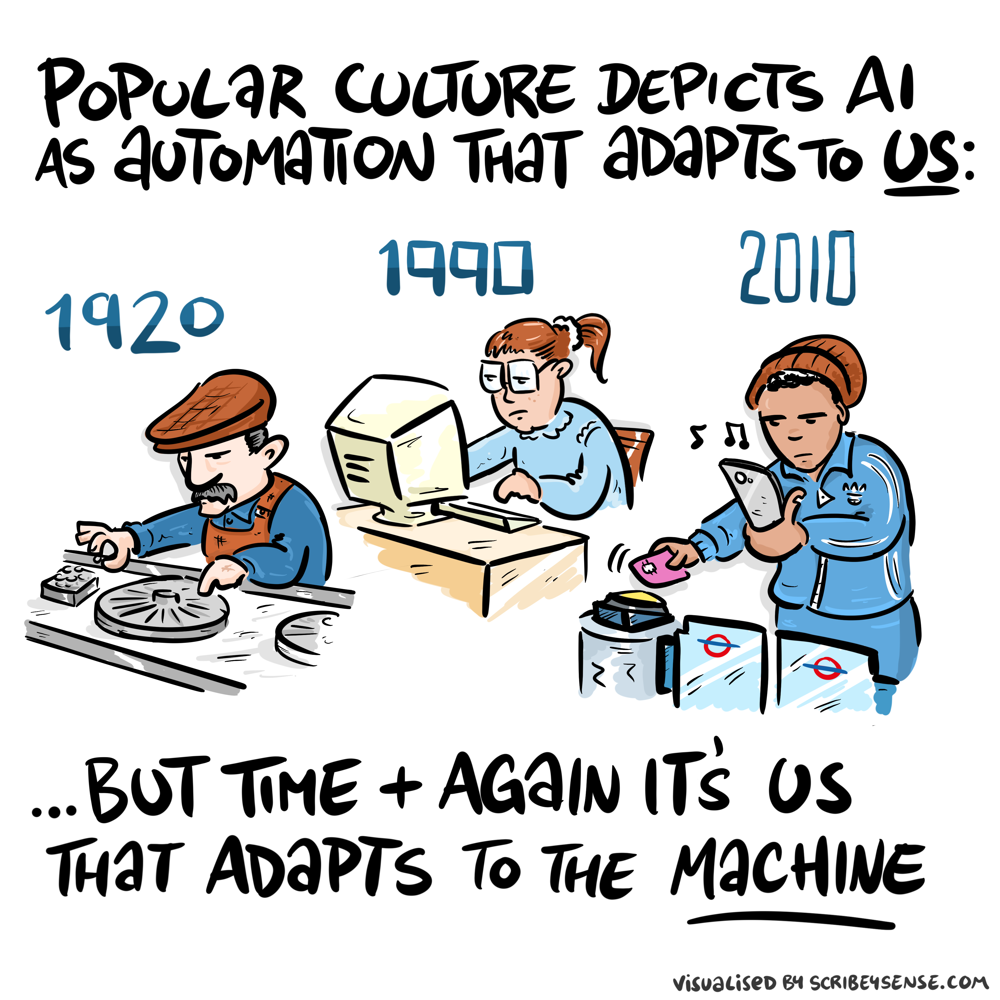 POPULAR CULTURE DEPICTS AI
AS AUTOMATION THAT ADAPTS TO US:
1920
1990
2010
...BUT TIME + AGAIN IT'S US
THAT ADAPTS TO THE MACHINE
VISUALISED BY SCRIBEYSENSE.COM